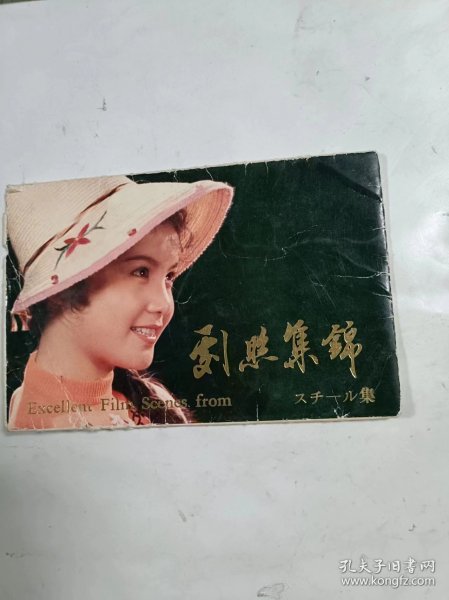 剧照集锦
Excellent Film Scenes from
スチール集
孔夫子旧书网
www.kongfz.com